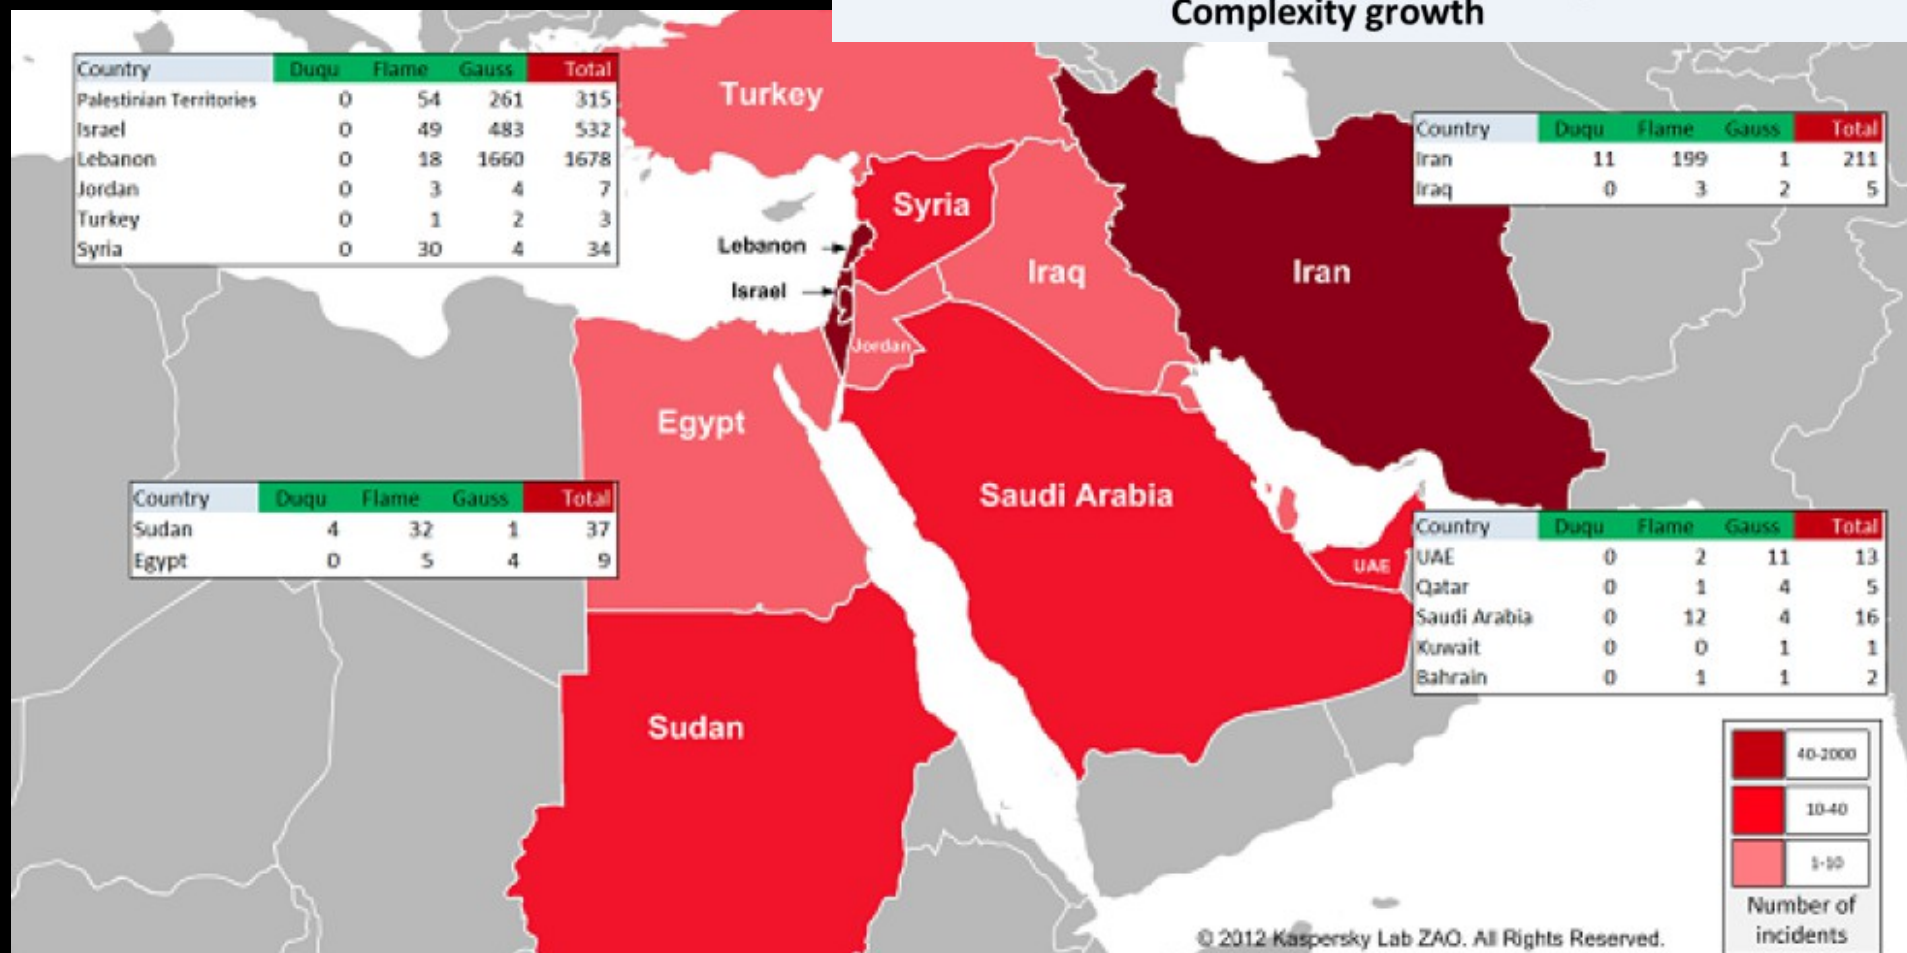 Complexity growth
Country Duqu Flame Gauss Total
Palestinian Territories 0 54 261 315
Israel 0 49 483 532
Lebanon 0 18 1660 1678
Jordan 0 3 4 7
Turkey 0 1 2 3
Syria 0 30 4 34
Turkey
Country Duqu Flame Gauss Total
Iran 11 199 1 211
Iraq 0 3 2 5
Syria
Lebanon
Israel
Iraq
Iran
Jordan
Egypt
Saudi Arabia
Country Duqu Flame Gauss Total
Sudan 4 32 1 37
Egypt 0 5 4 9
UAE
Country Duqu Flame Gauss Total
UAE 0 2 11 13
Qatar 0 1 4 5
Saudi Arabia 0 12 4 16
Kuwait 0 0 1 1
Bahrain 0 1 1 2
Sudan
40-2000
10-40
1-10
Number of
incidents
© 2012 Kaspersky Lab ZAO. All Rights Reserved.